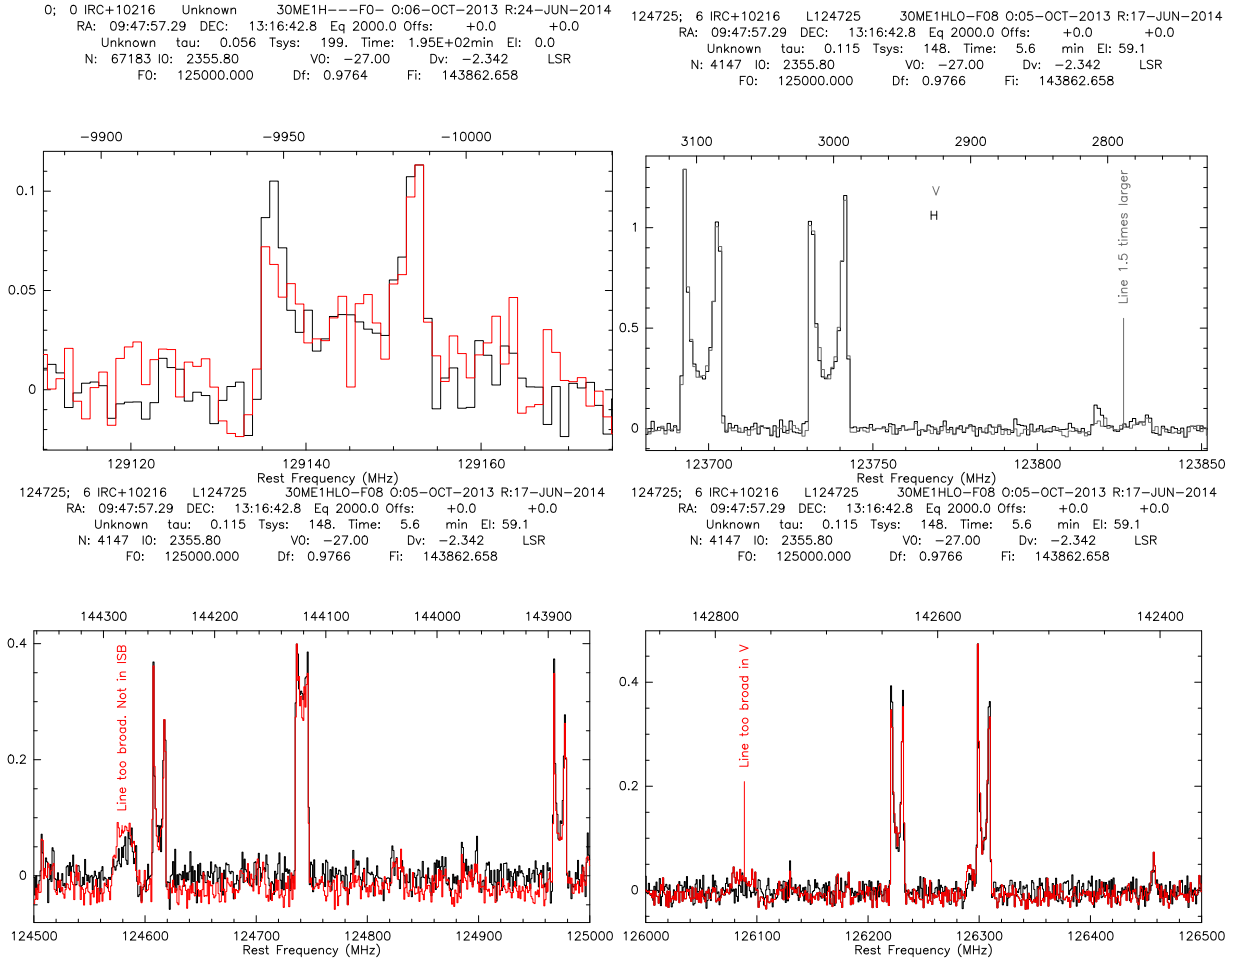 0; 0 IRC+10216 Unknown 30ME1H---F0- O:06-OCT-2013 R:24-JUN-2014
RA: 09:47:57.29 DEC: 13:16:42.8 Eq 2000.0 Offs: +0.0 +0.0
Unknown tau: 0.056 Tsys: 199. Time: 1.95E+02min El: 0.0
N: 67183 I0: 2355.80 V0: -27.00 Dv: -2.342 LSR
F0: 125000.000 Df: 0.9764 Fi: 143862.658
-9900 -9950 -10000
0.1
0.05
0
129120 129140 129160
Rest Frequency (MHz)
124725; 6 IRC+10216 L124725 30ME1HLO-F08 O:05-OCT-2013 R:17-JUN-2014
RA: 09:47:57.29 DEC: 13:16:42.8 Eq 2000.0 Offs: +0.0 +0.0
Unknown tau: 0.115 Tsys: 148. Time: 5.6 min El: 59.1
N: 4147 I0: 2355.80 V0: -27.00 Dv: -2.342 LSR
F0: 125000.000 Df: 0.9766 Fi: 143862.658
3100 3000 2900 2800
V
H
Line 1.5 times larger
1
0.5
0
123700 123750 123800 123850
Rest Frequency (MHz)
124725; 6 IRC+10216 L124725 30ME1HLO-F08 O:05-OCT-2013 R:17-JUN-2014
RA: 09:47:57.29 DEC: 13:16:42.8 Eq 2000.0 Offs: +0.0 +0.0
Unknown tau: 0.115 Tsys: 148. Time: 5.6 min El: 59.1
N: 4147 I0: 2355.80 V0: -27.00 Dv: -2.342 LSR
F0: 125000.000 Df: 0.9766 Fi: 143862.658
144300 144200 144100 144000 143900
Line too broad. Not in ISB
0.4
0.2
0
124500 124600 124700 124800 124900 125000
Rest Frequency (MHz)
124725; 6 IRC+10216 L124725 30ME1HLO-F08 O:05-OCT-2013 R:17-JUN-2014
RA: 09:47:57.29 DEC: 13:16:42.8 Eq 2000.0 Offs: +0.0 +0.0
Unknown tau: 0.115 Tsys: 148. Time: 5.6 min El: 59.1
N: 4147 I0: 2355.80 V0: -27.00 Dv: -2.342 LSR
F0: 125000.000 Df: 0.9766 Fi: 143862.658
142760 142560 142360
Line too broad in V
0.4
0.2
0
126000 126100 126200 126300 126400 126500
Rest Frequency (MHz)